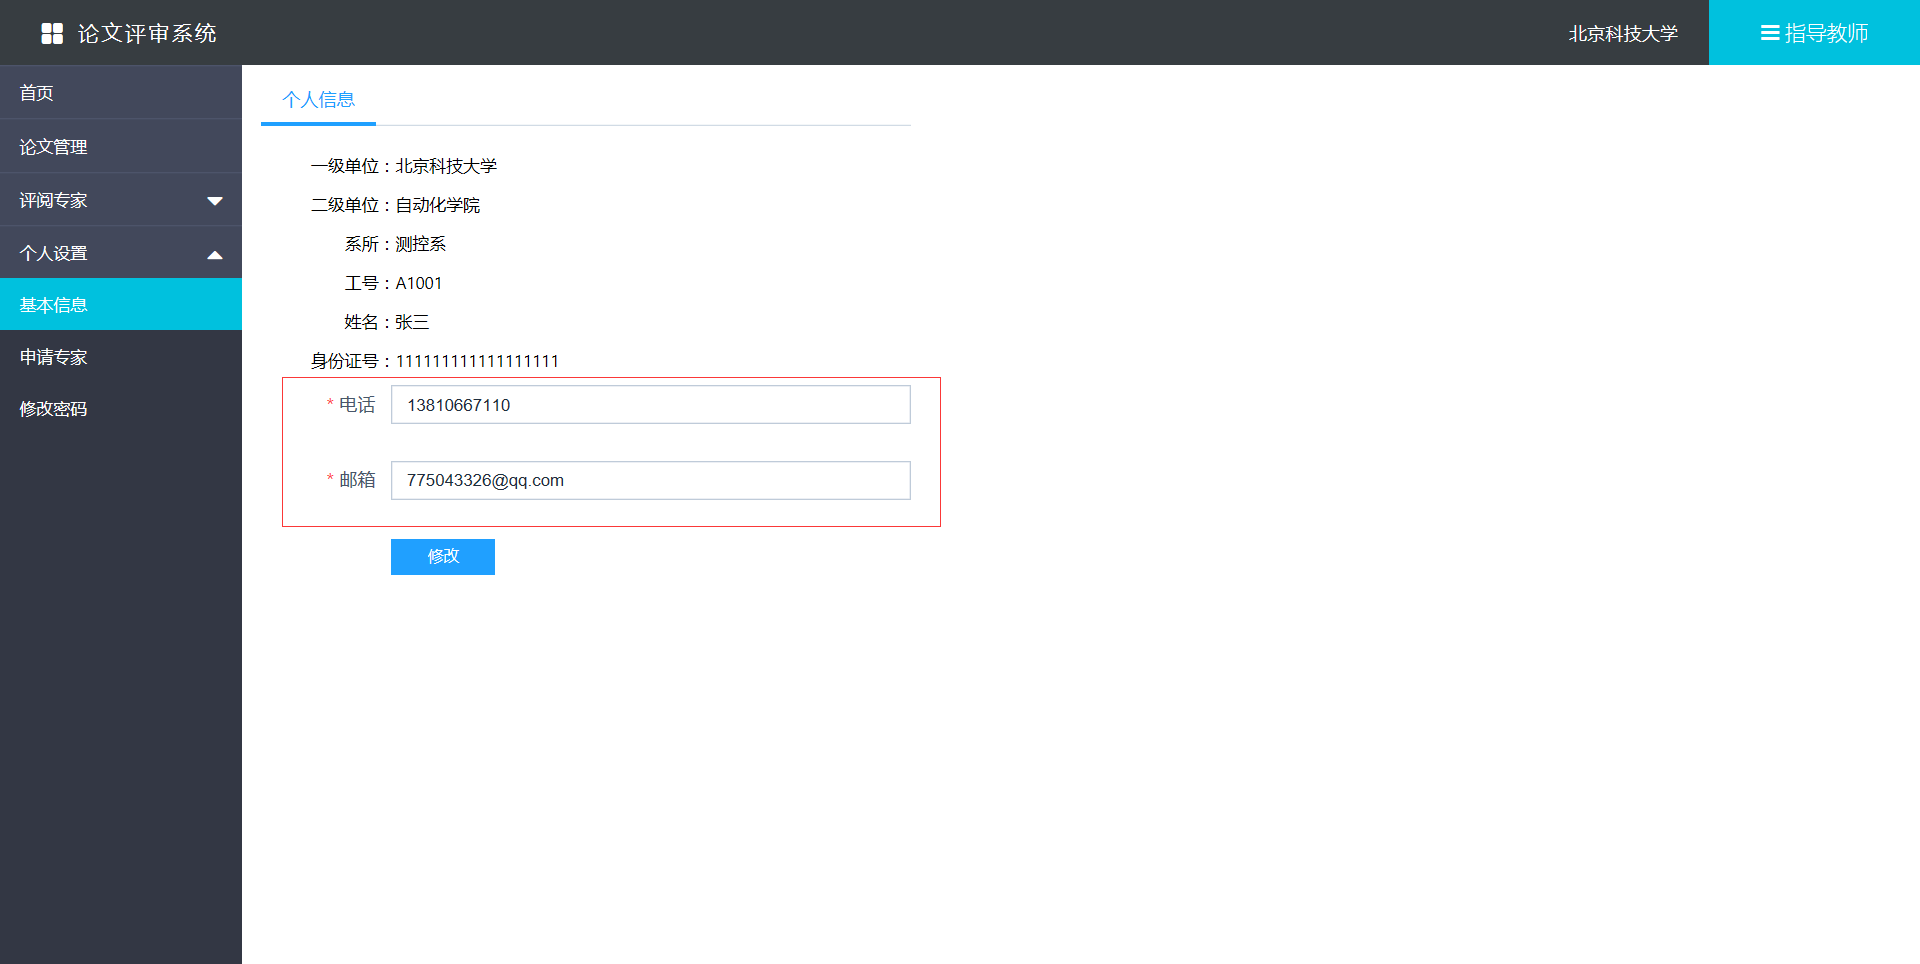 论文评审系统
北京科技大学
指导教师
首页
论文管理
评阅专家
个人设置
基本信息
申请专家
修改密码
个人信息
一级单位：北京科技大学
二级单位：自动化学院
系所：测控系
工号：A1001
姓名：张三
身份证号：111111111111111111
* 电话 13810667110
* 邮箱 775043326@qq.com
修改